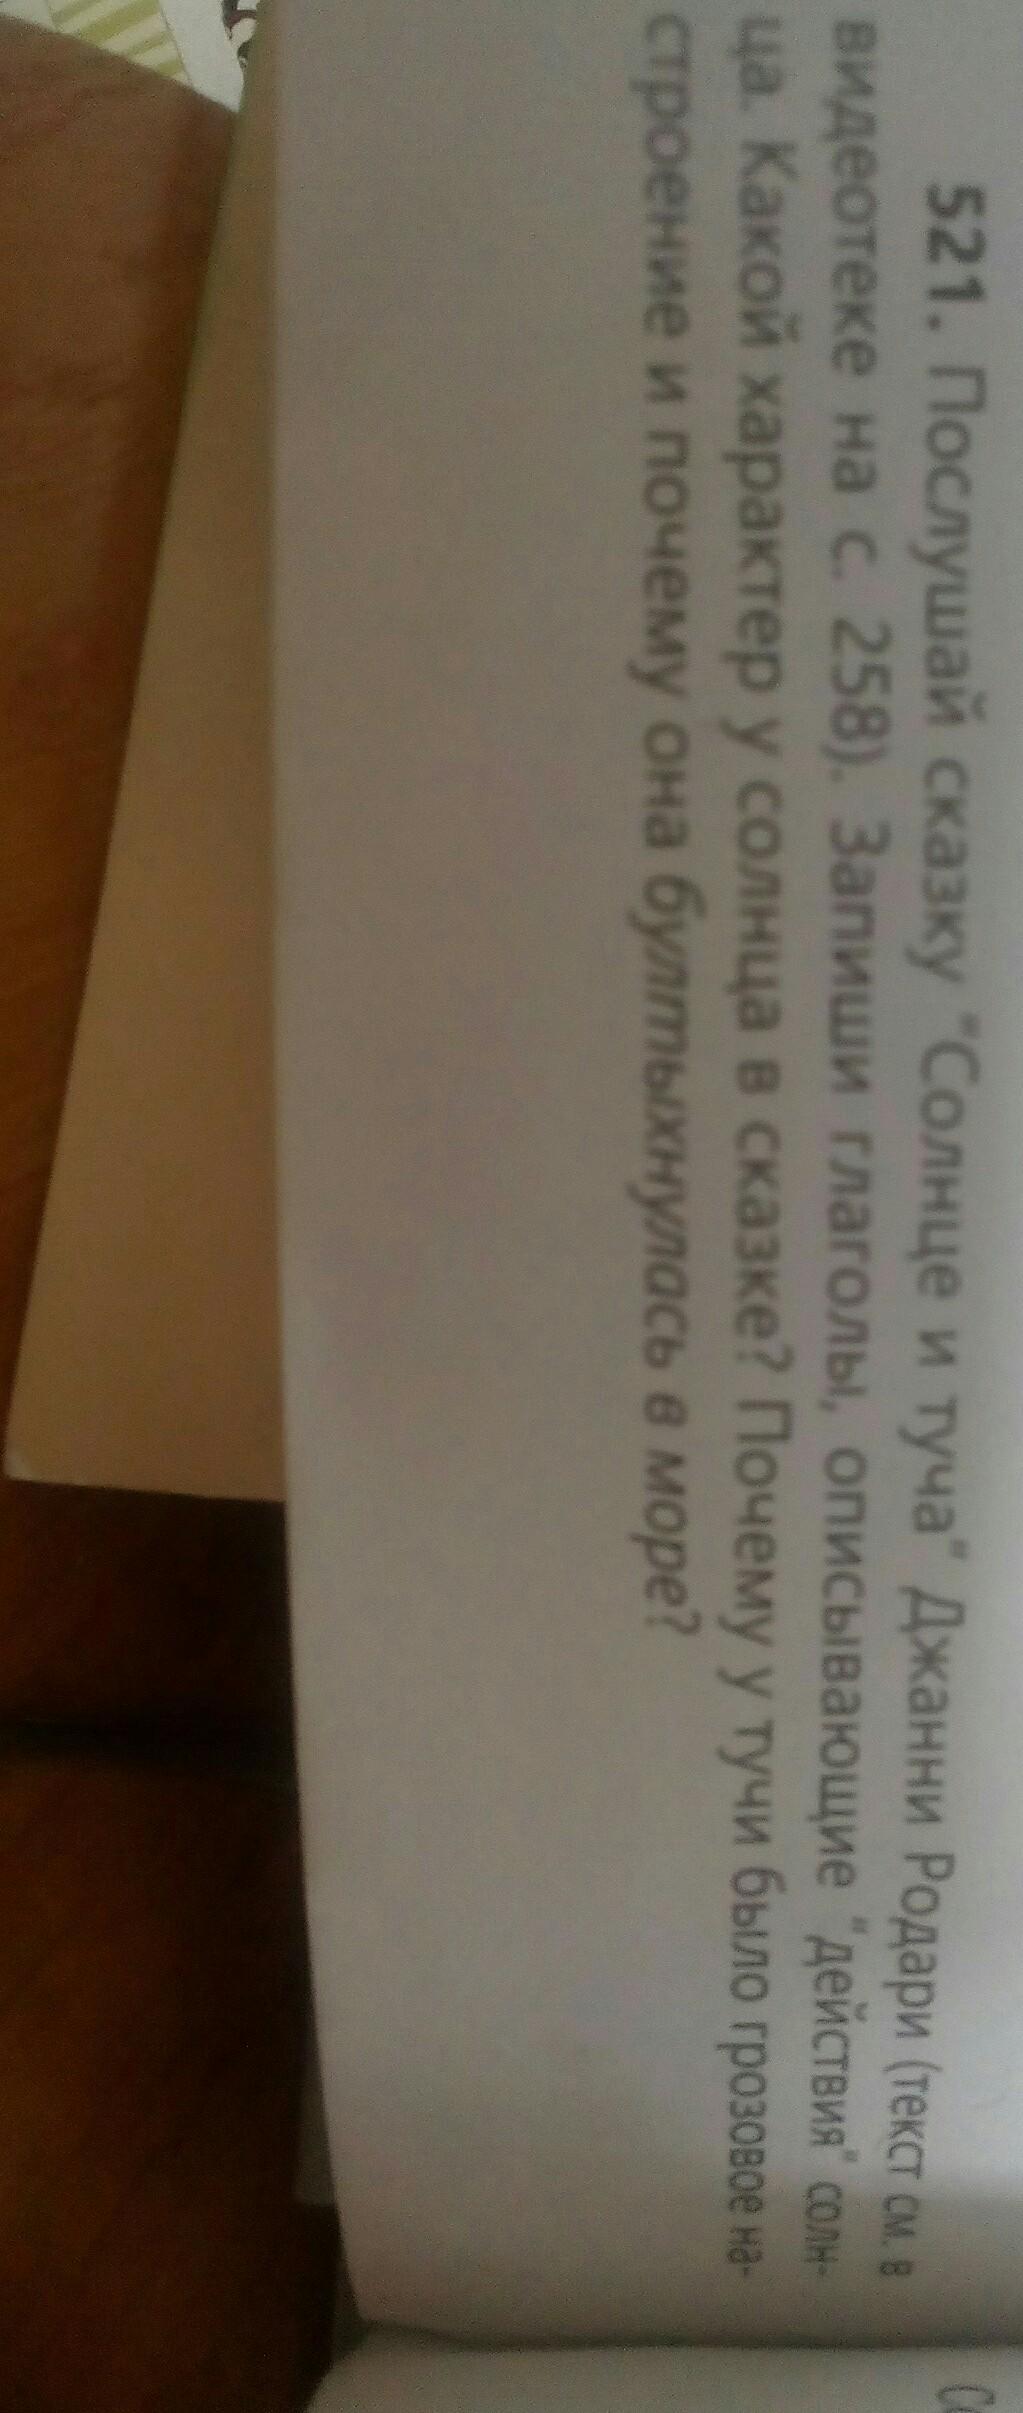 521. Послушай сказку "Солнце и туча" Джанни Родари (текст см. в
видеотеке на с. 258). Запиши глаголы, описывающие "действия" солн-
ца. Какой характер у солнца в сказке? Почему у тучи было грозовое на-
строение и почему она бултыхнулась в море?